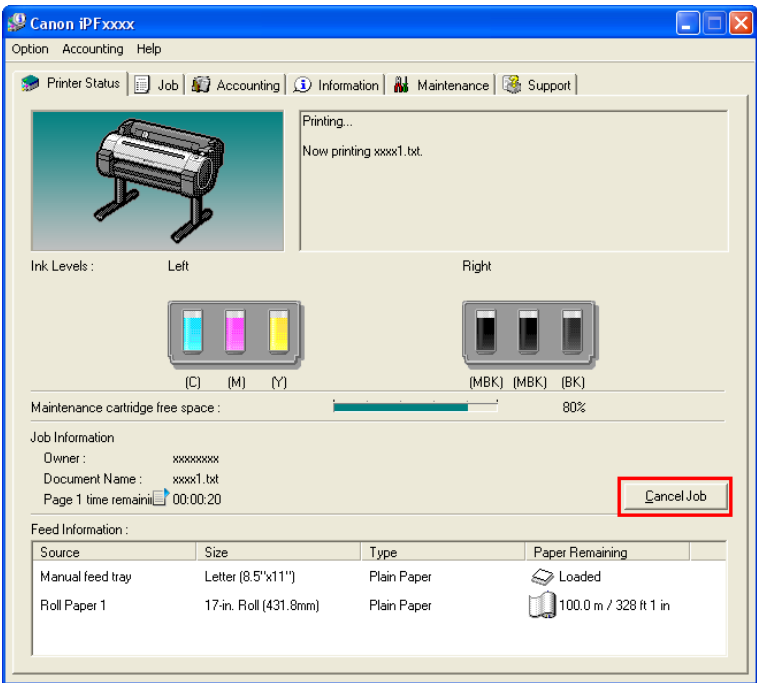 Canon iPFxxxx
Option Accounting Help
Printer Status Job Accounting Information Maintenance Support
Printing...
Now printing xxxx1.txt.
Ink Levels : Left Right
(C) (M) (Y) (MBK) (MBK) (BK)
Maintenance cartridge free space : 80%
Job Information
Owner : xxxxxxxx
Document Name : xxxx1.txt
Page 1 time remainin 00:00:20
Cancel Job
Feed Information :
Source Size Type Paper Remaining
Manual feed tray Letter (8.5"x11") Plain Paper Loaded
Roll Paper 1 17-in. Roll (431.8mm) Plain Paper 100.0 m / 328 ft 1 in